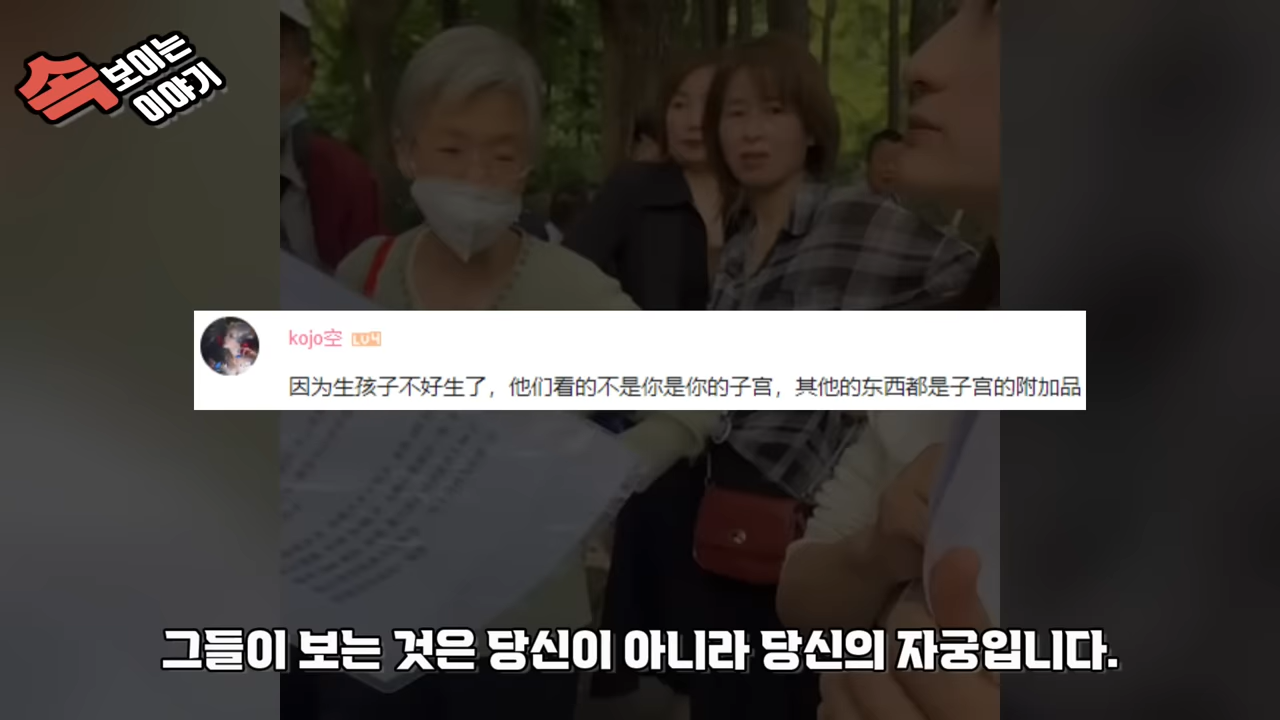 속
보이는
이야기
kojo空 LV4
因为生孩子不好生了，他们看的不是你是你的子宫，其他的东西都是子宫的附加品
그들이 보는 것은 당신이 아니라 당신의 자궁입니다.